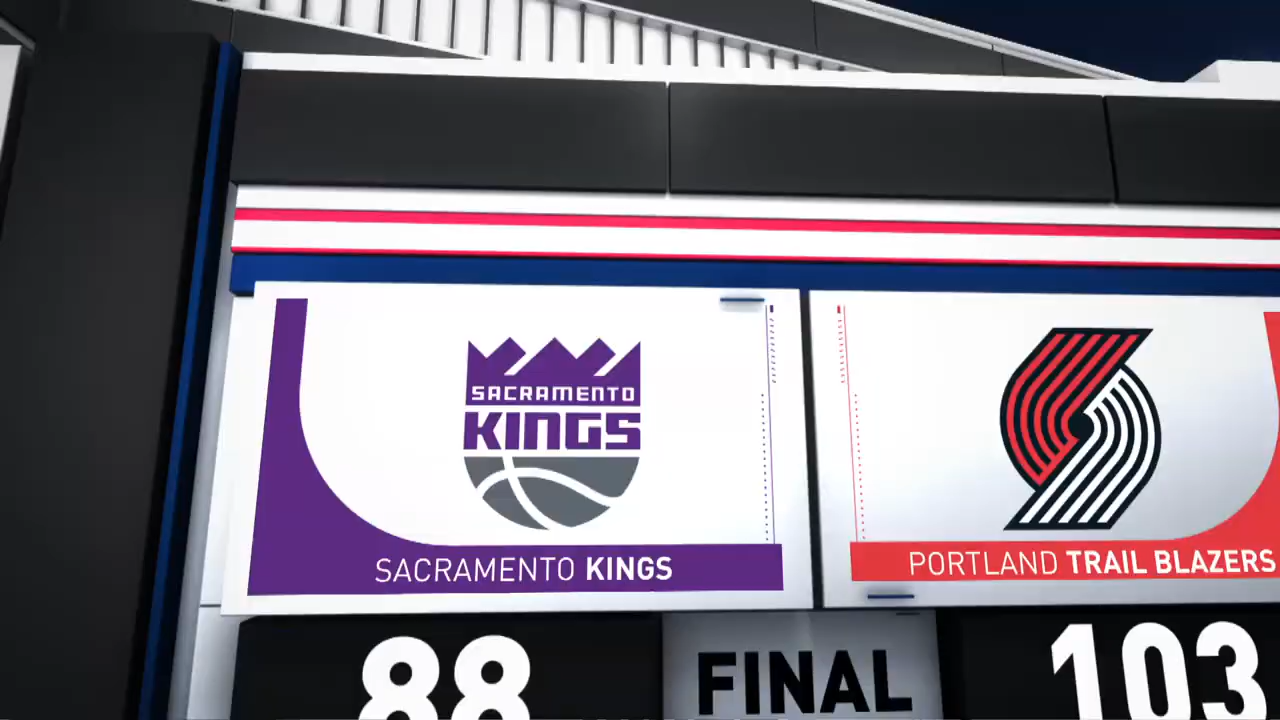 SACRAMENTO
KINGS
SACRAMENTO KINGS
PORTLAND TRAIL BLAZERS
88
FINAL
103